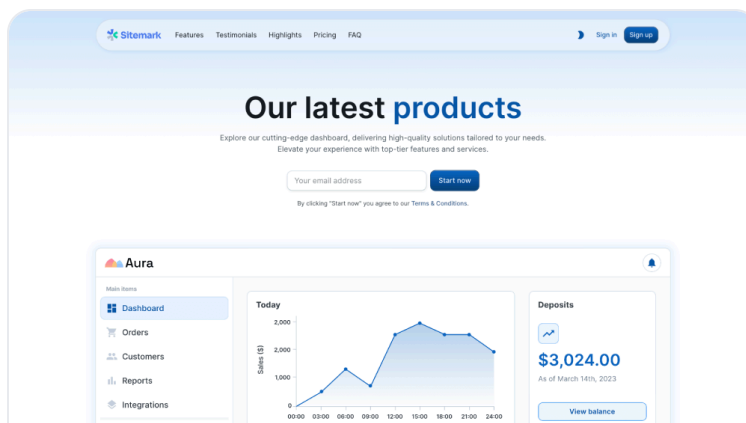 Sitemark Features Testimonials Highlights Pricing FAQ Sign in Sign up
Our latest products
Explore our cutting-edge dashboard, delivering high-quality solutions tailored to your needs.
Elevate your experience with top-tier features and services.
Your email address Start now
By clicking "Start now" you agree to our Terms & Conditions.
Aura
Main items
Dashboard
Orders
Customers
Reports
Integrations
Today
Sales ($)
2,000
2,000
1,000
0
00:00 03:00 06:00 09:00 12:00 15:00 18:00 21:00 24:00
Deposits
$3,024.00
As of March 14th, 2023
View balance